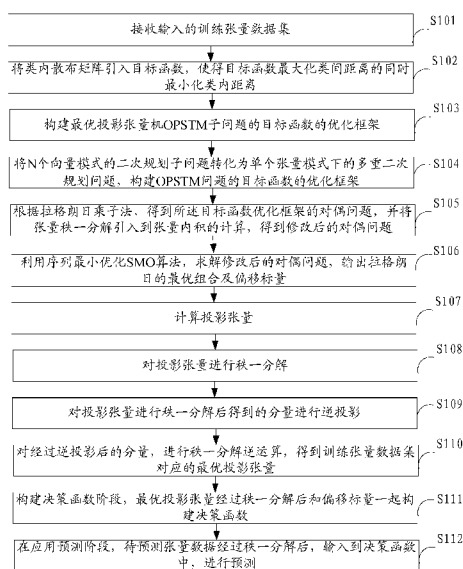 接收输入的训练张量数据集
S101
将类内散布矩阵引入目标函数,使得目标函数最大化类间距离的同时
最小化类内距离
S102
构建最优投影张量机OPSTM子问题的目标函数的优化框架
S103
将N个向量模式的二次规划子问题转化为单个张量模式下的多重二次
规划问题、构建OPSTM问题的目标函数的优化框架
S104
根据拉格朗日乘子法、得到所述目标函数优化框架的对偶问题,并将
张量秩一分解引入到张量内积的计算,得到修改后的对偶问题
S105
利用序列最小优化SMO算法,求解修改后的对偶问题、输出拉格朗
日的最优组合及偏移标量
S106
计算投影张量
S107
对投影张量进行秩一分解
S108
对投影张量进行秩一分解后得到的分量进行逆投影
S109
对经过逆投影后的分量,进行秩一分解逆运算,得到训练张量数据集
对应的最优投影张量
S110
构建决策函数阶段,最优投影张量经过秩一分解后和偏移标量一起构
建决策函数
S111
在应用预测阶段,待预测张量数据经过秩一分解后,输入到决策函数
中,进行预测
S112